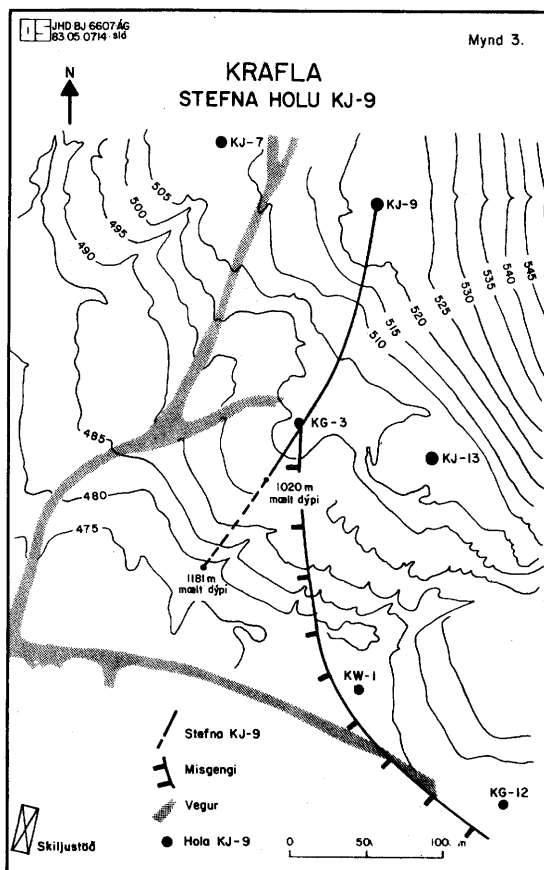 JHD BJ 6607 ÁG
83.05.0714 sló
Mynd 3.
KRAFLA
STEFNA HOLU KJ-9
N
KJ-7
KJ-9
505
500
495
490
545
540
535
530
525
520
515
510
KG-3
485
KJ-13
480
1020 m
mælt dýpi
475
1181 m
mælt dýpi
KW-1
Stefna KJ-9
Misgengi
KG-12
Vegur
Skiljustöð
Hola KJ-9
0 50 100 m